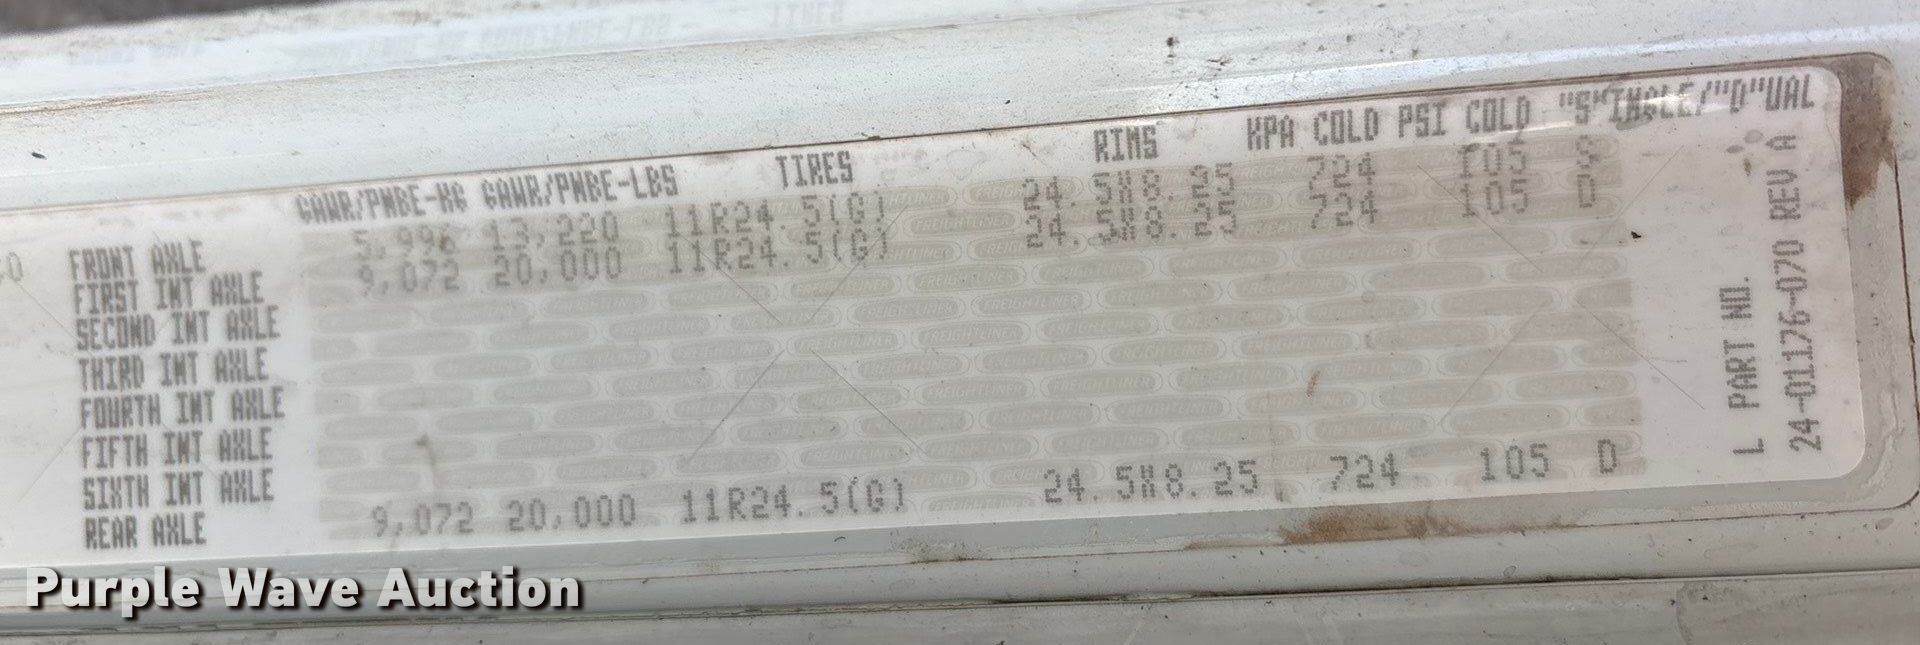 GAWR/PNBE-KG GAWR/PNBE-LBS TIRES RIMS KPA COLD PSI COLD "S"INGLE/"D"UAL
FRONT AXLE 5,996 13,220 11R24.5(G) 24.5X8.25 724 105 S
FIRST INT AXLE 9,072 20,000 11R24.5(G) 24.5X8.25 724 105 D
SECOND INT AXLE
THIRD INT AXLE
FOURTH INT AXLE
FIFTH INT AXLE
SIXTH INT AXLE
REAR AXLE 9,072 20,000 11R24.5(G) 24.5X8.25 724 105 D
L PART NO.
24-01176-070 REV A
FREIGHTLINER
Purple Wave Auction